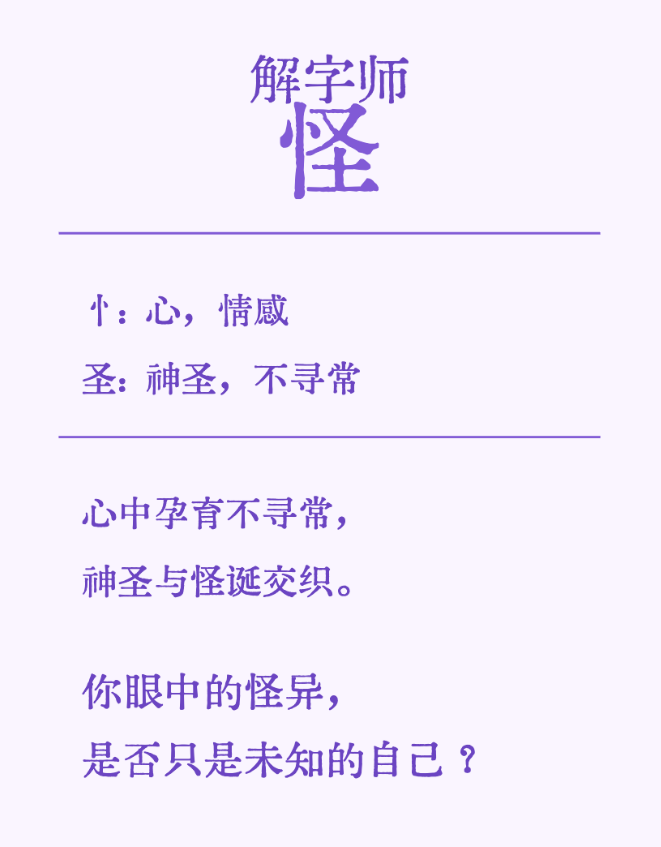 解字师
怪
忄: 心，情感
圣: 神圣，不寻常
心中孕育不寻常，
神圣与怪诞交织。
你眼中的怪异，
是否只是未知的自己？